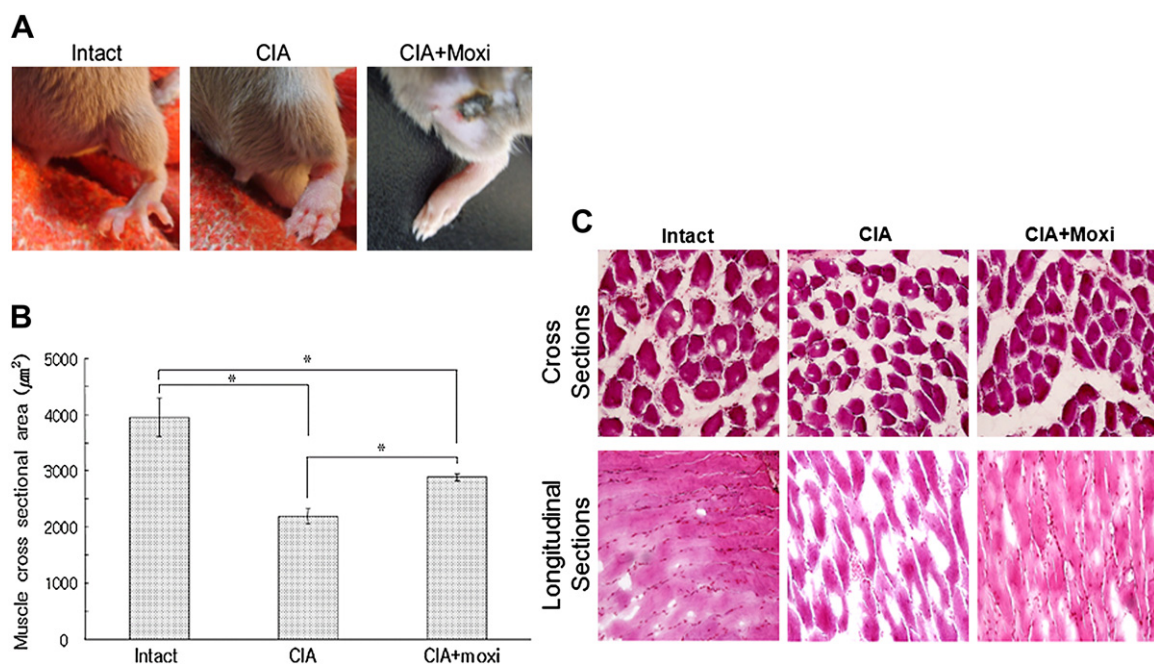 A
Intact CIA CIA+Moxi
B
Muscle cross sectional area (㎛²)
5000
4000
3000
2000
1000
0
*
*
*
Intact CIA CIA+moxi
C
Intact CIA CIA+Moxi
Cross
Sections
Longitudinal
Sections